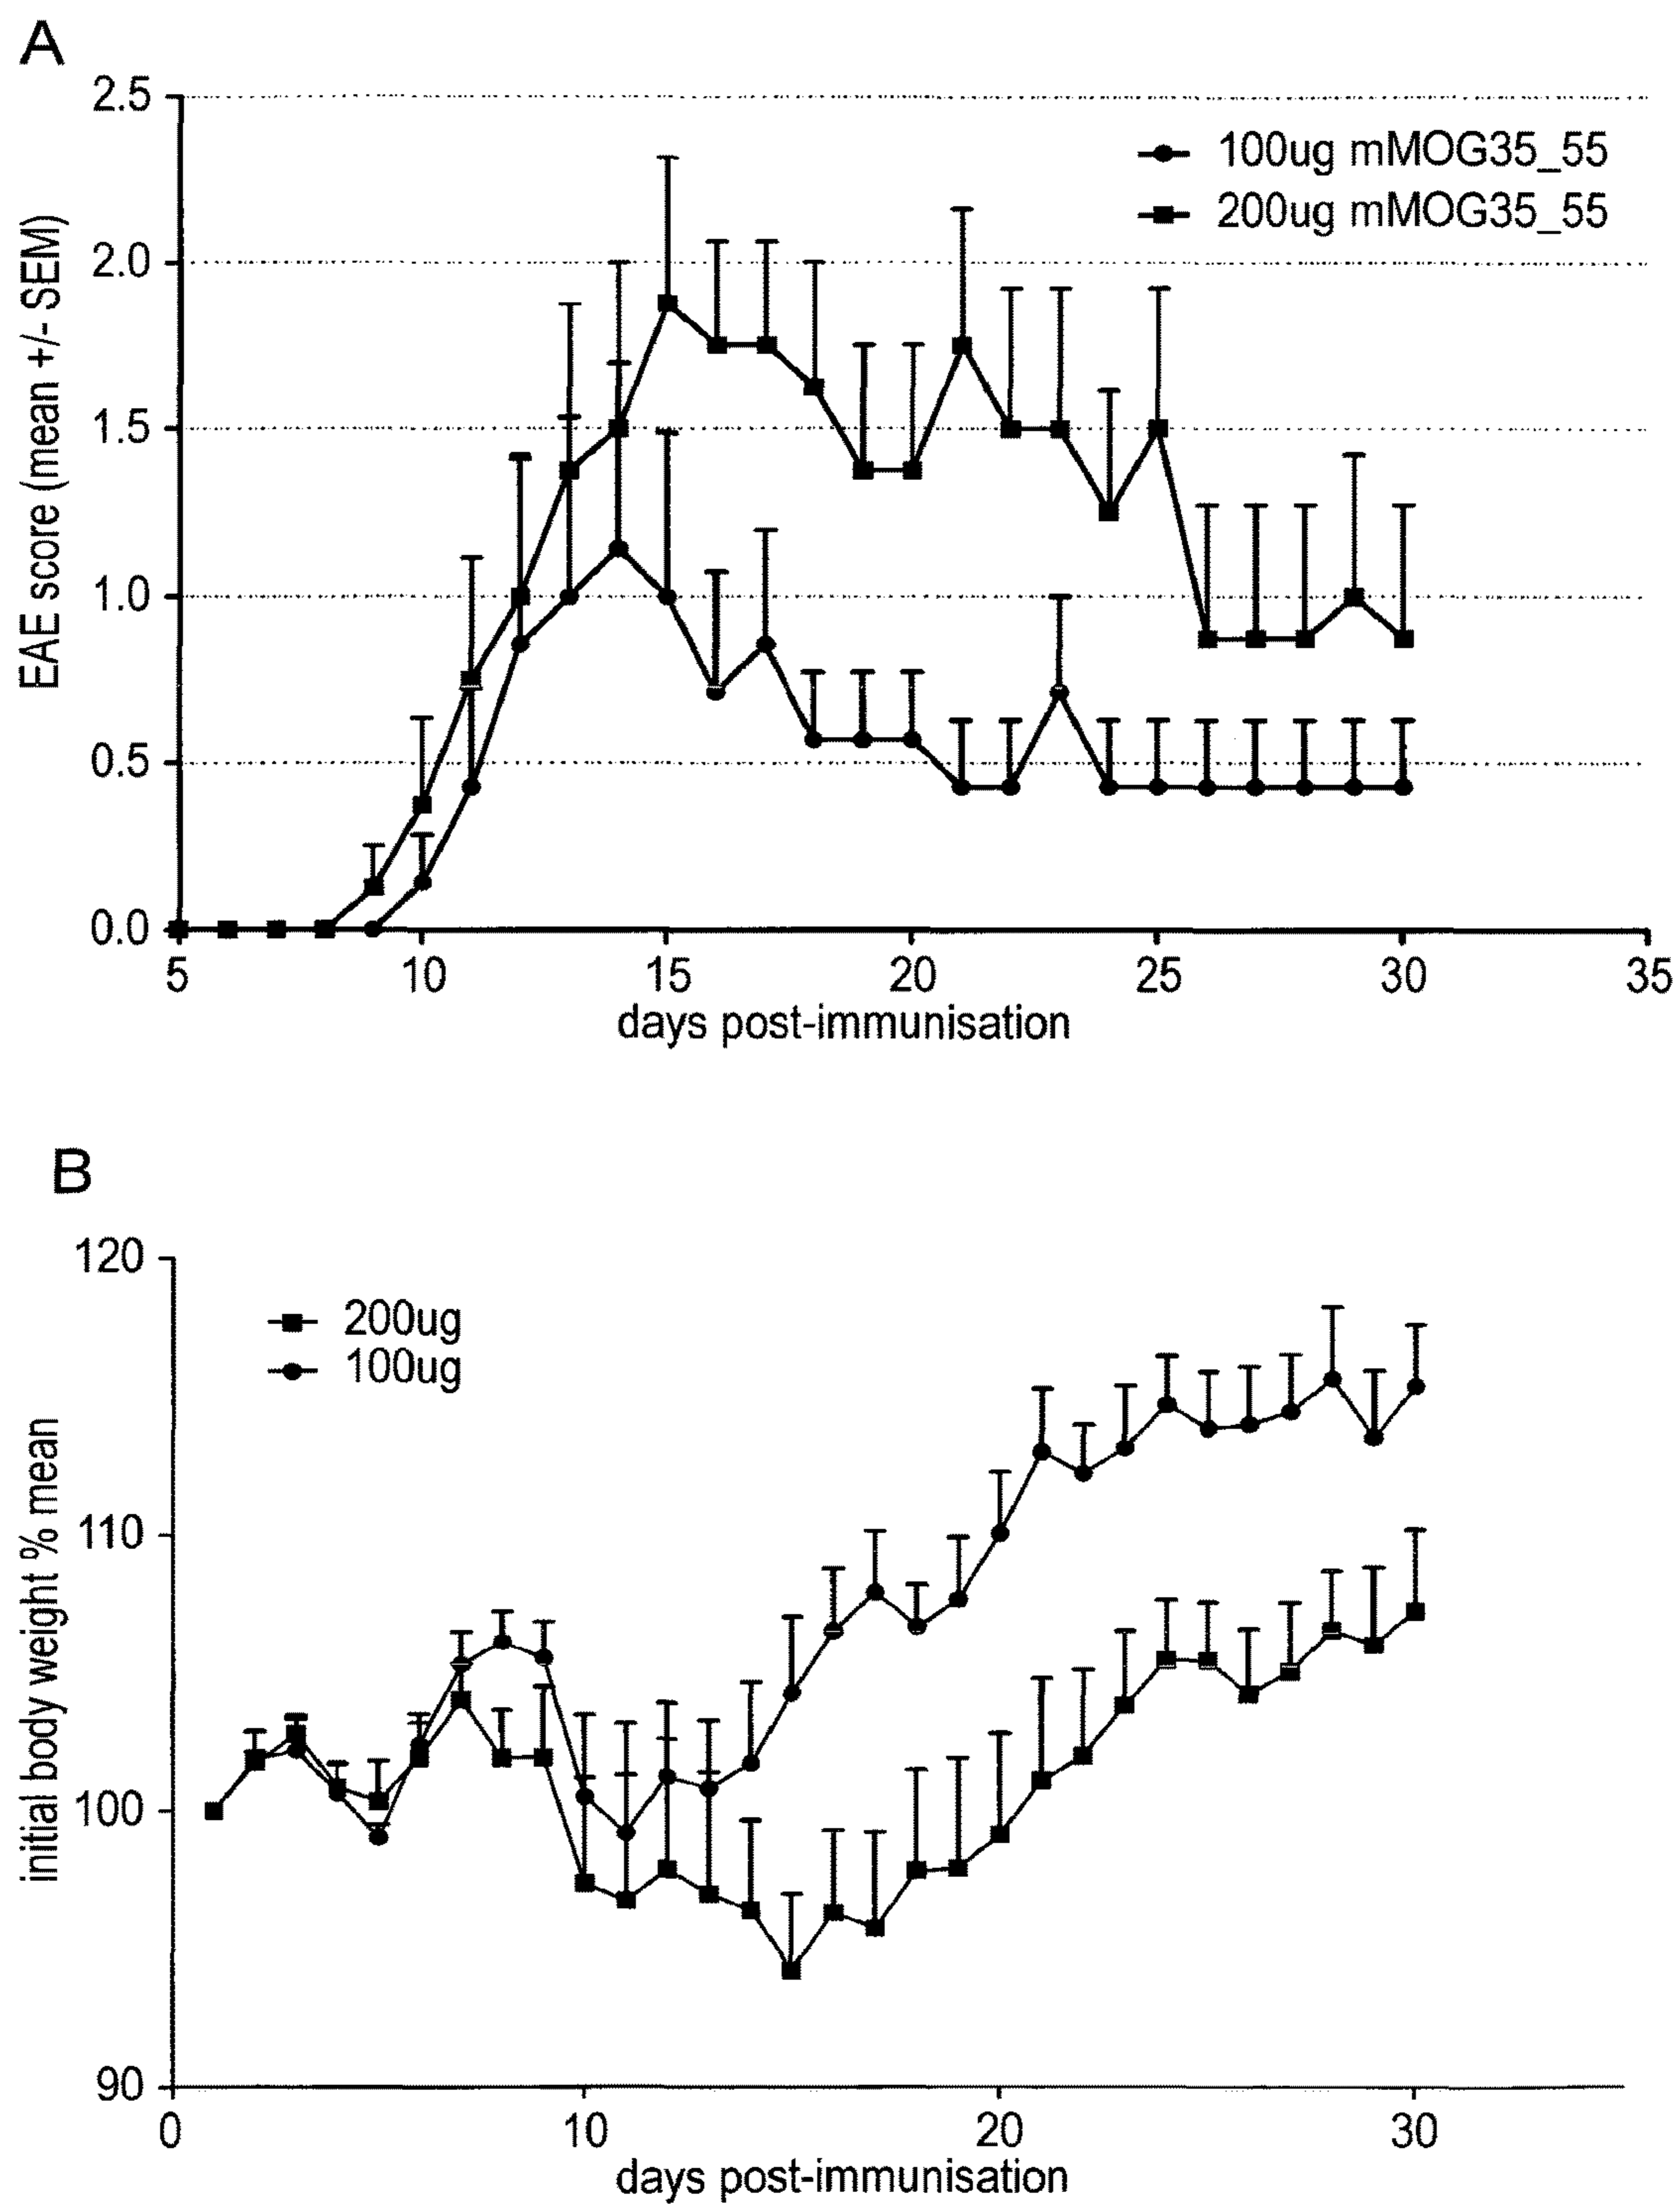 A
2.5
100ug mMOG35_55
200ug mMOG35_55
2.0
1.5
1.0
0.5
0.0
EAE score (mean +/- SEM)
5 10 15 20 25 30 35
days post-immunisation
B
120
200ug
100ug
110
100
90
initial body weight % mean
0 10 20 30
days post-immunisation